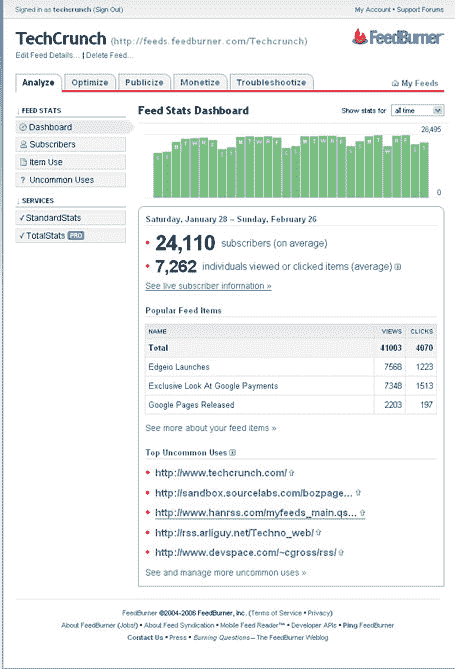 Signed in as techcrunch (Sign Out)
My Account • Support Forums
TechCrunch (http://feeds.feedburner.com/Techcrunch)
FeedBurner
Edit Feed Details... | Delete Feed...
Analyze Optimize Publicize Monetize Troubleshootize
My Feeds
FEED STATS
Dashboard
Subscribers
Item Use
? Uncommon Uses
SERVICES
✓ StandardStats
✓ TotalStats PRO
Feed Stats Dashboard
Show stats for all time
26,495
0
Saturday, January 28 – Sunday, February 26
• 24,110 subscribers (on average)
• 7,262 individuals viewed or clicked items (average)
See live subscriber information »
Popular Feed Items
NAME VIEWS CLICKS
Total 41003 4070
Edgeio Launches 7568 1223
Exclusive Look At Google Payments 7348 1513
Google Pages Released 2203 197
See more about your feed items »
Top Uncommon Uses
• http://www.techcrunch.com/
• http://sandbox.sourcelabs.com/bozpage...
• http://www.hanrss.com/myfeeds_main.qs...
• http://rss.arliguy.net/Techno_web/
• http://www.devspace.com/~cgross/rss/
See and manage more uncommon uses »
FeedBurner ©2004-2006 FeedBurner, Inc. (Terms of Service • Privacy)
About FeedBurner (Jobs!) • About Feed Syndication • Mobile Feed Reader™ • Developer APIs • Ping FeedBurner
Contact Us • Press • Burning Questions — The FeedBurner Weblog